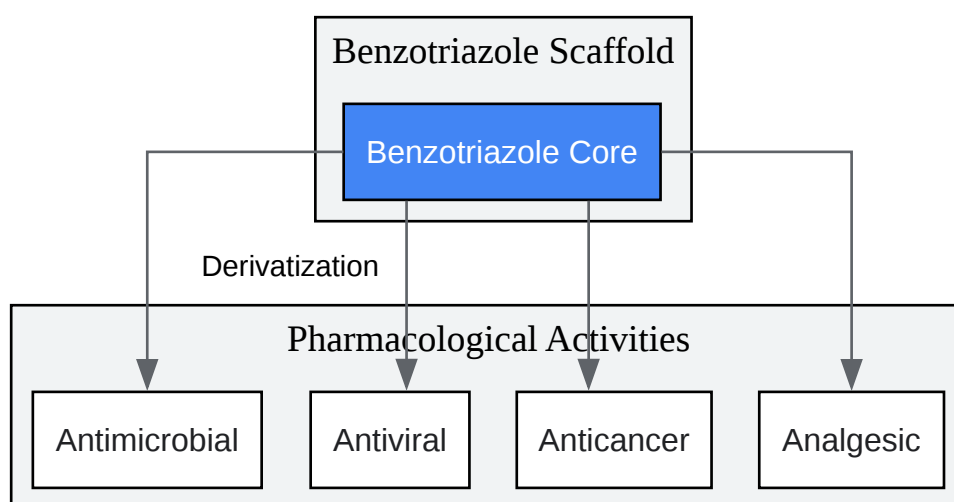 Benzotriazole Scaffold
Benzotriazole Core
Derivatization
Pharmacological Activities
Antimicrobial
Antiviral
Anticancer
Analgesic